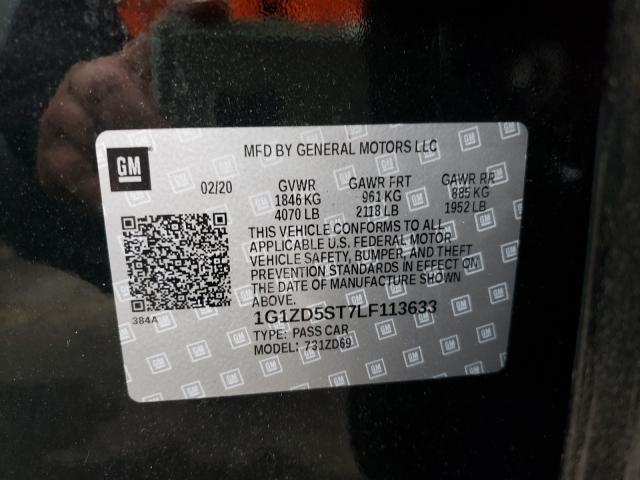 GM
MFD BY GENERAL MOTORS LLC
02/20 GVWR GAWR FRT GAWR RR
1846 KG 961 KG 885 KG
4070 LB 2118 LB 1952 LB
THIS VEHICLE CONFORMS TO ALL
APPLICABLE U.S. FEDERAL MOTOR
VEHICLE SAFETY, BUMPER, AND THEFT
PREVENTION STANDARDS IN EFFECT ON
THE DATE OF MANUFACTURE SHOWN
ABOVE.
384A
1G1ZD5ST7LF113633
TYPE: PASS CAR
MODEL: 731ZD69